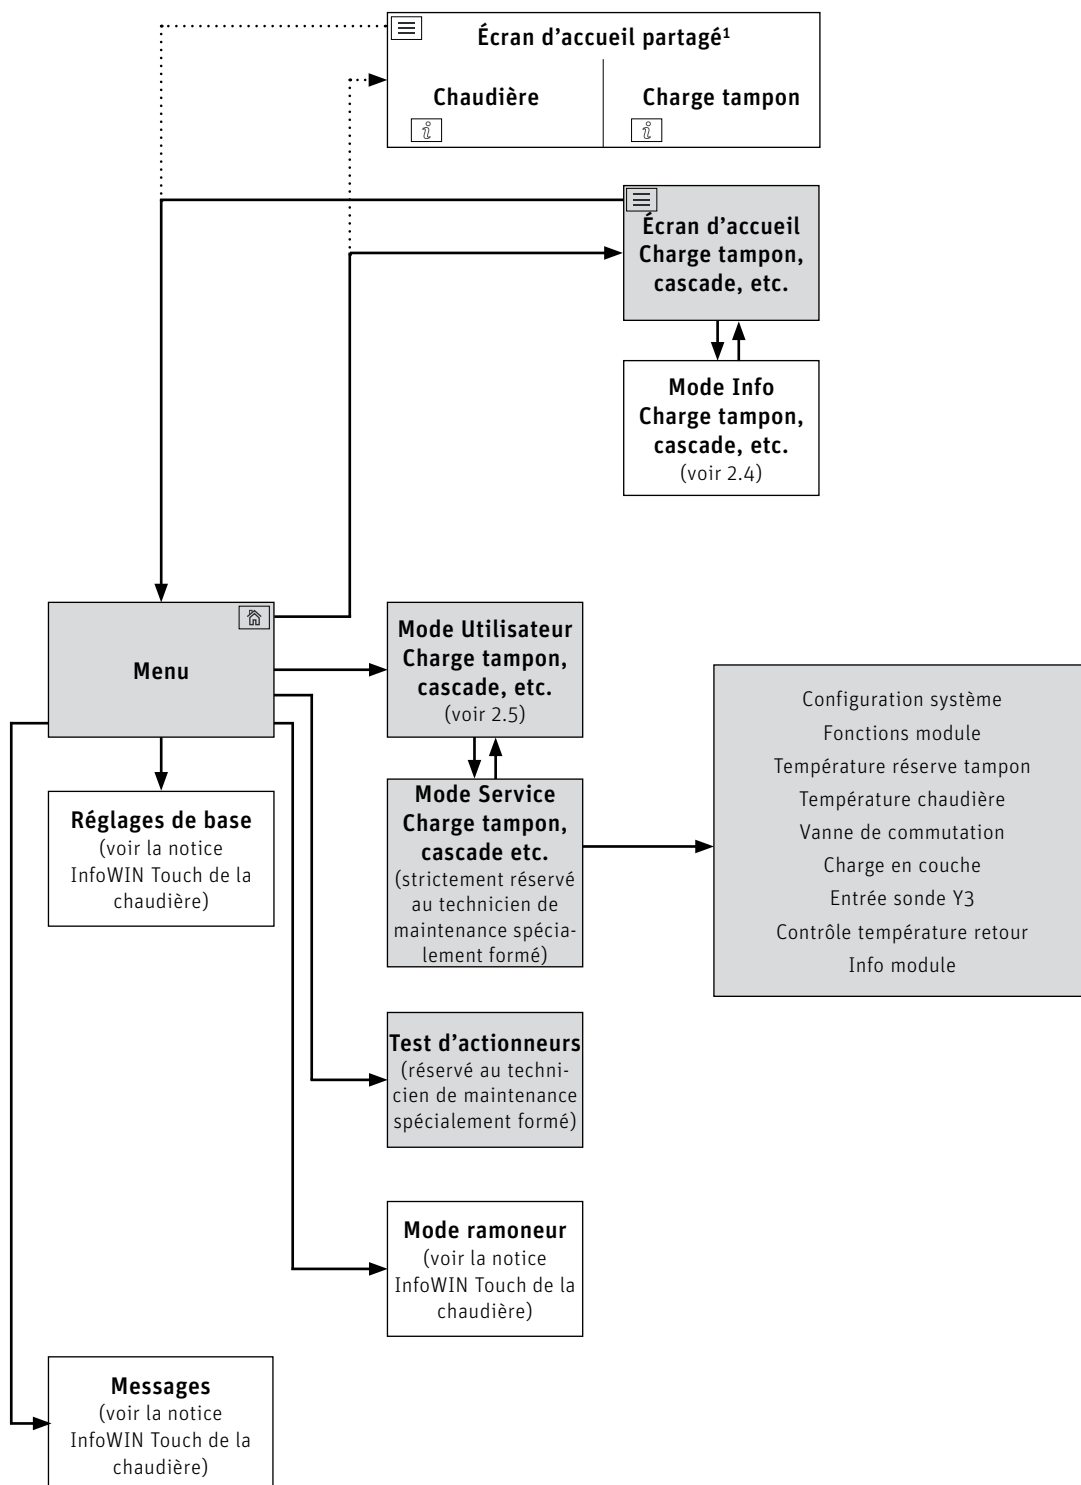 Écran d'accueil partagé¹
Chaudière
Charge tampon
i
i
Écran d'accueil
Charge tampon,
cascade, etc.
Mode Info
Charge tampon,
cascade, etc.
(voir 2.4)
Menu
Mode Utilisateur
Charge tampon,
cascade, etc.
(voir 2.5)
Réglages de base
(voir la notice
InfoWIN Touch de la
chaudière)
Mode Service
Charge tampon,
cascade etc.
(strictement réservé
au technicien de
maintenance spécia-
lement formé)
Configuration système
Fonctions module
Température réserve tampon
Température chaudière
Vanne de commutation
Charge en couche
Entrée sonde Y3
Contrôle température retour
Info module
Test d'actionneurs
(réservé au techni-
cien de maintenance
spécialement formé)
Mode ramoneur
(voir la notice
InfoWIN Touch de la
chaudière)
Messages
(voir la notice
InfoWIN Touch de la
chaudière)